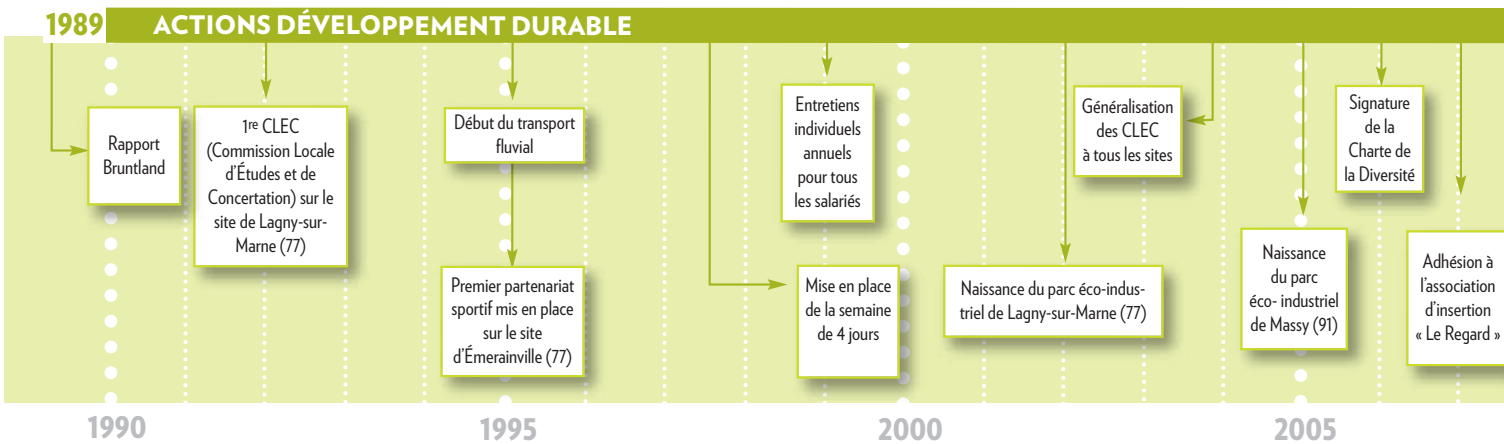 1989 ACTIONS DÉVELOPPEMENT DURABLE
Rapport
Bruntland
1re CLEC
(Commission Locale
d'Études et de
Concertation) sur le
site de Lagny-sur-
Marne (77)
Début du transport
fluvial
Premier partenariat
sportif mis en place
sur le site
d'Émerainville (77)
Entretiens
individuels
annuels
pour tous
les salariés
Mise en place
de la semaine
de 4 jours
Généralisation
des CLEC
à tous les sites
Naissance du parc éco-indus-
triel de Lagny-sur-Marne (77)
Naissance
du parc
éco- industriel
de Massy (91)
Signature
de la
Charte de
la Diversité
Adhésion à
l'association
d'insertion
« Le Regard »
1990
1995
2000
2005